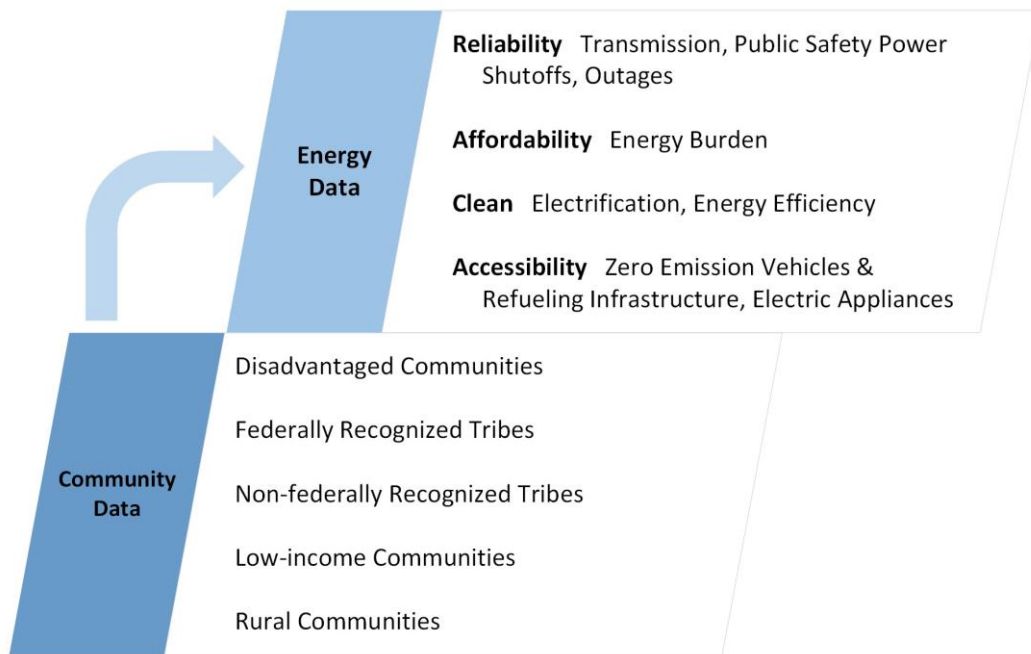 Energy
Data
Reliability Transmission, Public Safety Power
Shutoffs, Outages
Affordability Energy Burden
Clean Electrification, Energy Efficiency
Accessibility Zero Emission Vehicles &
Refueling Infrastructure, Electric Appliances
Community
Data
Disadvantaged Communities
Federally Recognized Tribes
Non-federally Recognized Tribes
Low-income Communities
Rural Communities